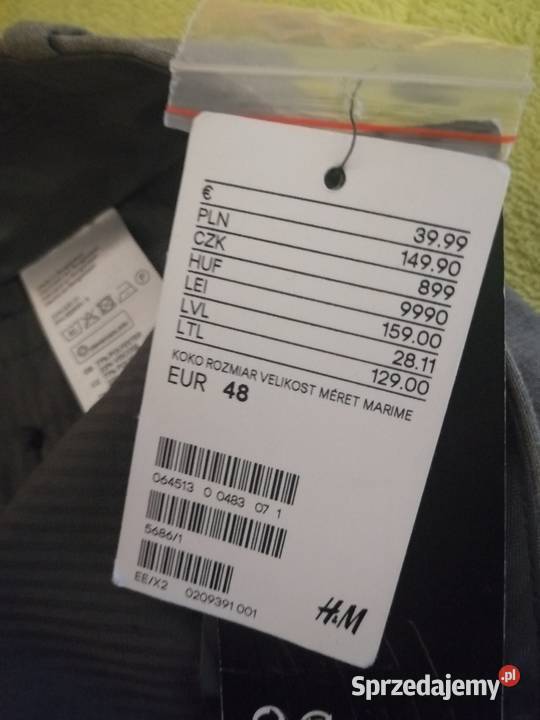 € 39.99
PLN 149.90
CZK 899
HUF 9990
LEI 159.00
LVL 28.11
LTL 129.00
KOKO ROZMIAR VELIKOST MÉRET MARIME
EUR 48
064513 0 0483 07 1
5686/1
EE/X2 0209391 001
H&M
Sprzedajemy.pl